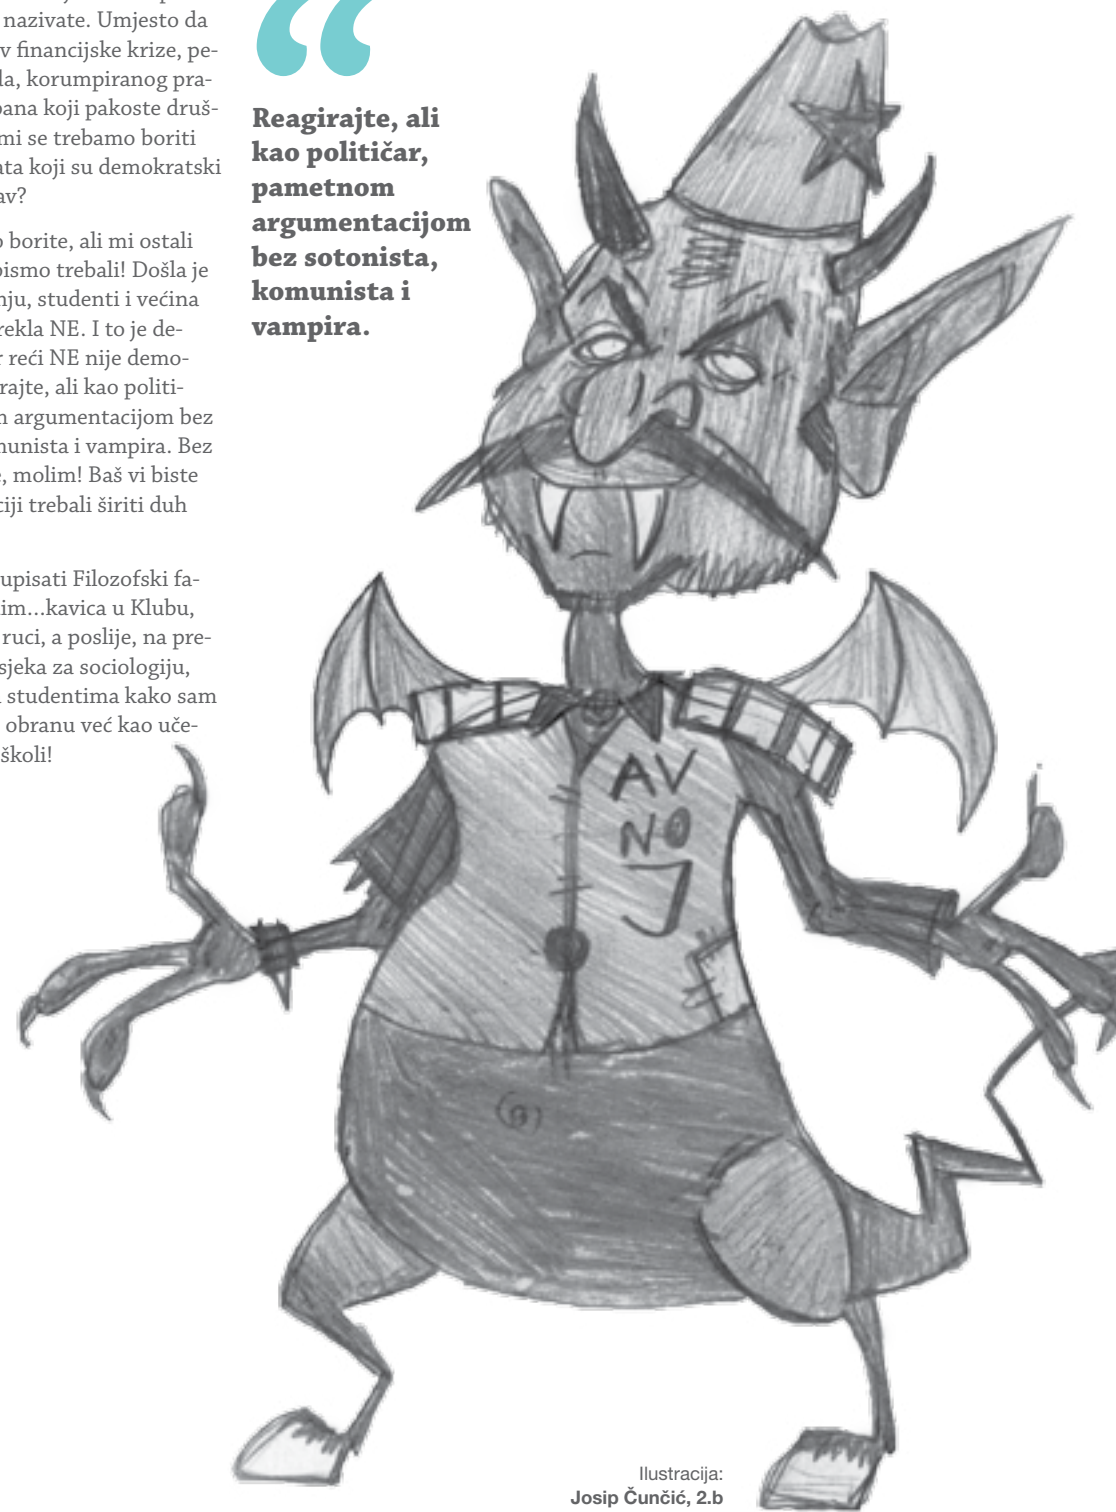 nazivate. Umjesto da
v financijske krize, pe-
la, korumpiranog pra-
pana koji pakoste druš-
mi se trebamo boriti
ata koji su demokratski
av?
o borite, ali mi ostali
bismo trebali! Došla je
nju, studenti i većina
rekla NE. I to je de-
r reći NE nije demo-
rajte, ali kao politi-
m argumentacijom bez
munista i vampira. Bez
e, molim! Baš vi biste
ciji trebali širiti duh
upisati Filozofski fa-
im...kavica u Klubu,
ruci, a poslije, na pre-
sjeka za sociologiju,
studentima kako sam
obranu već kao uče-
školi!
“
Reagirajte, ali
kao političar,
pametnom
argumentacijom
bez sotonista,
komunista i
vampira.
AV
NO
J
Ilustracija:
Josip Čunčić, 2.b